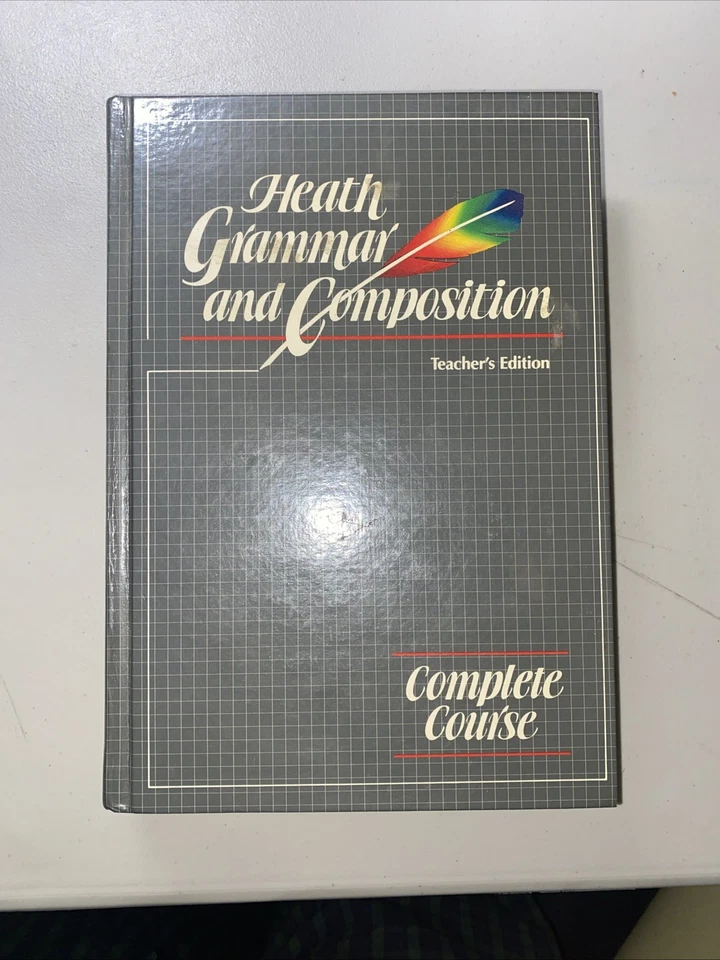 Heath
Grammar
and Composition
Teacher's Edition
Complete
Course